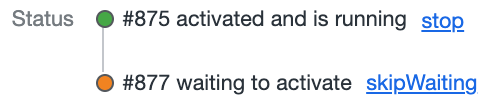 Status #875 activated and is running stop
#877 waiting to activate skipWaiting